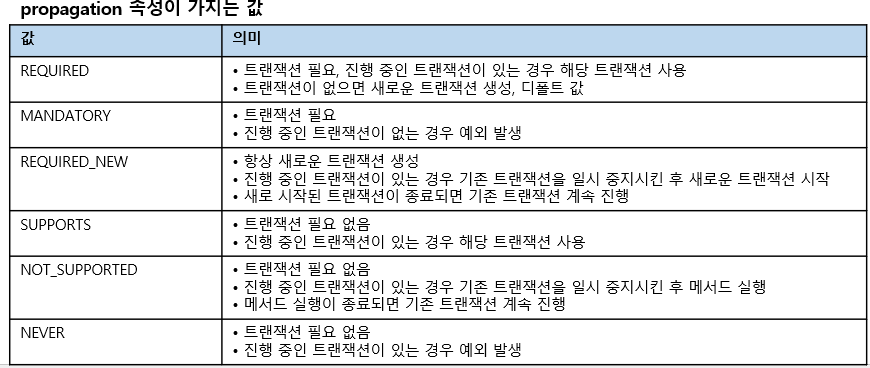 propagation 속성이 가지는 값
값 의미
REQUIRED • 트랜잭션 필요, 진행 중인 트랜잭션이 있는 경우 해당 트랜잭션 사용
• 트랜잭션이 없으면 새로운 트랜잭션 생성, 디폴트 값
MANDATORY • 트랜잭션 필요
• 진행 중인 트랜잭션이 없는 경우 예외 발생
REQUIRED_NEW • 항상 새로운 트랜잭션 생성
• 진행 중인 트랜잭션이 있는 경우 기존 트랜잭션을 일시 중지시킨 후 새로운 트랜잭션 시작
• 새로 시작된 트랜잭션이 종료되면 기존 트랜잭션 계속 진행
SUPPORTS • 트랜잭션 필요 없음
• 진행 중인 트랜잭션이 있는 경우 해당 트랜잭션 사용
NOT_SUPPORTED • 트랜잭션 필요 없음
• 진행 중인 트랜잭션이 있는 경우 기존 트랜잭션을 일시 중지시킨 후 메서드 실행
• 메서드 실행이 종료되면 기존 트랜잭션 계속 진행
NEVER • 트랜잭션 필요 없음
• 진행 중인 트랜잭션이 있는 경우 예외 발생